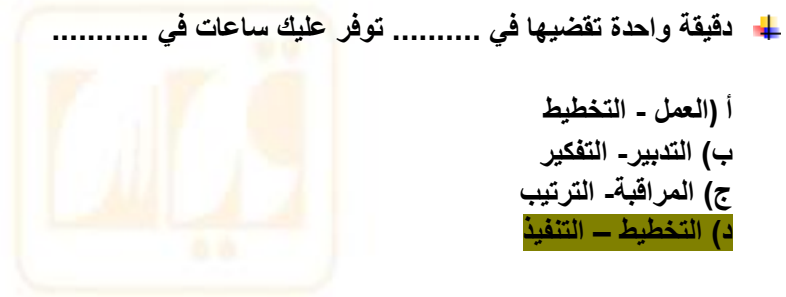 دقيقة واحدة تقضيها في .......... توفر عليك ساعات في ...........
أ (العمل - التخطيط
ب) التدبير- التفكير
ج) المراقبة- الترتيب
د) التخطيط – التنفيذ